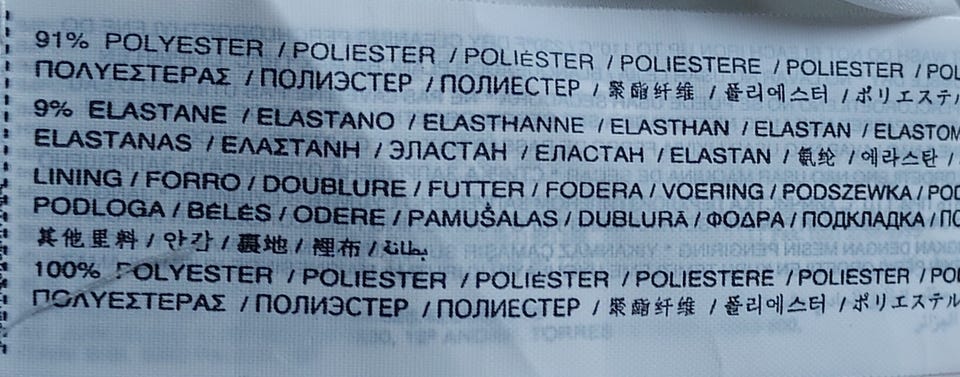 91% POLYESTER / POLIESTER / POLIÉSTER / POLIESTERE / POLIESTER / POL
ΠΟΛΥΕΣΤΕΡΑΣ / ПОЛИЭСТЕР / ПОЛИЕСТЕР / 聚酯纤维 / 폴리에스터 / ポリエステル
9% ELASTANE / ELASTANO / ELASTHANNE / ELASTHAN / ELASTAN / ELASTOM
ELASTANAS / ΕΛΑΣΤΑΝΗ / ЭЛАСТАН / ЕЛАСТАН / ELASTAN / 氨纶 / 에라스탄 /
LINING / FORRO / DOUBLURE / FUTTER / FODERA / VOERING / PODSZEWKA / POD
PODLOGA / BÉLÉS / ODERE / PAMUŠALAS / DUBLURĂ / ΦΟΔΡΑ / ПОДКЛАДКА / ПО
其他里料 / 안감 / 裏地 / 裡布 / بطانة
100% POLYESTER / POLIESTER / POLIÉSTER / POLIESTERE / POLIESTER / POL
ΠΟΛΥΕΣΤΕΡΑΣ / ПОЛИЭСТЕР / ПОЛИЕСТЕР / 聚酯纤维 / 폴리에스터 / ポリエステル